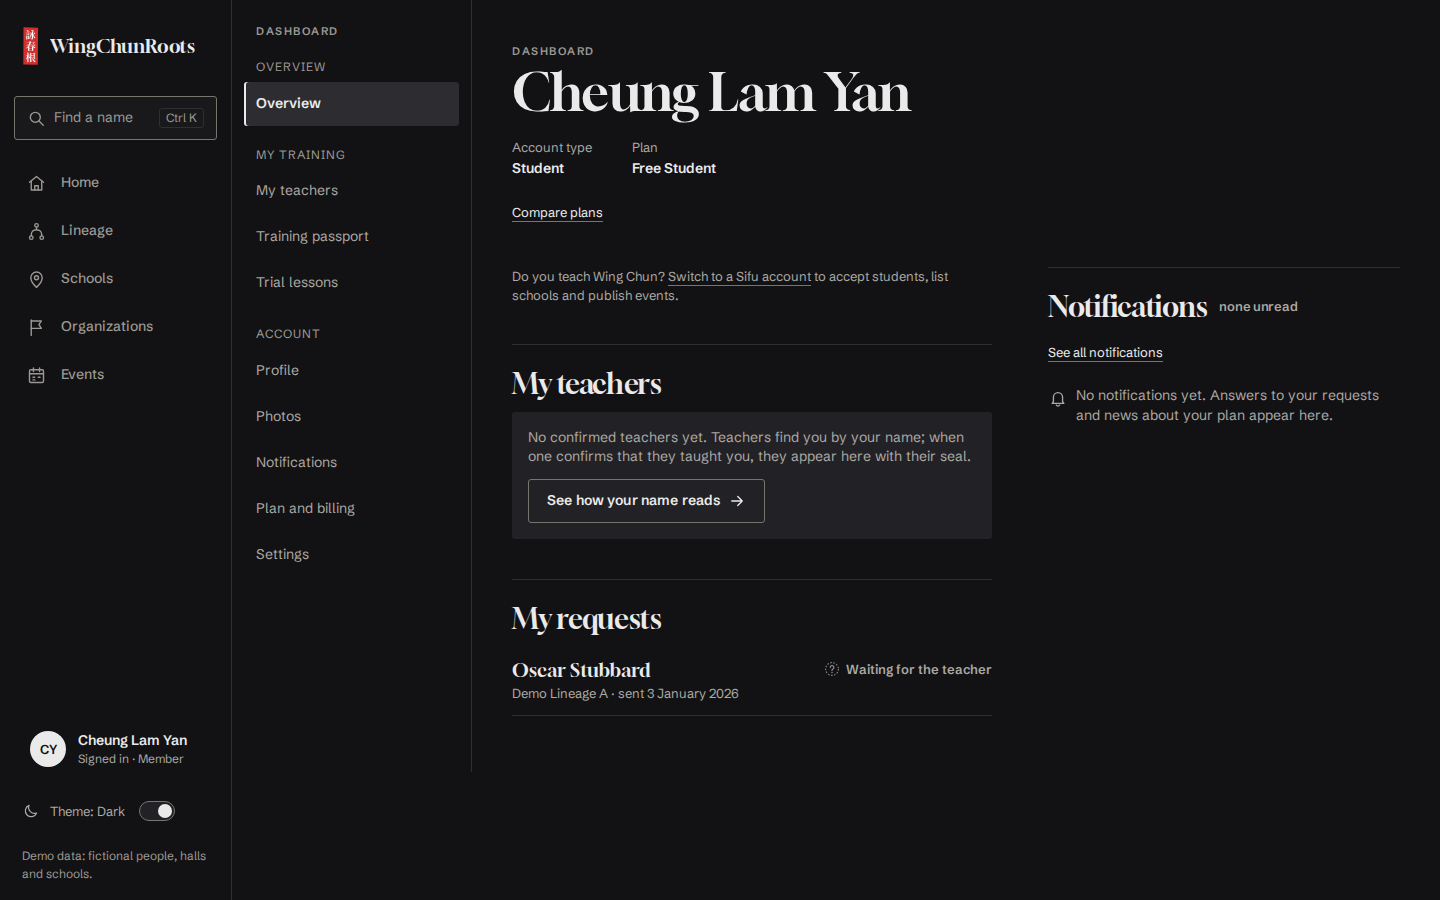 詠春根
WingChunRoots
Find a name
Ctrl K
Home
Lineage
Schools
Organizations
Events
CY
Cheung Lam Yan
Signed in · Member
Theme: Dark
Demo data: fictional people, halls
and schools.
DASHBOARD
OVERVIEW
Overview
MY TRAINING
My teachers
Training passport
Trial lessons
ACCOUNT
Profile
Photos
Notifications
Plan and billing
Settings
DASHBOARD
Cheung Lam Yan
Account type
Student
Plan
Free Student
Compare plans
Do you teach Wing Chun? Switch to a Sifu account to accept students, list
schools and publish events.
My teachers
No confirmed teachers yet. Teachers find you by your name; when
one confirms that they taught you, they appear here with their seal.
See how your name reads →
My requests
Oscar Stubbard
Waiting for the teacher
Demo Lineage A · sent 3 January 2026
Notifications
none unread
See all notifications
No notifications yet. Answers to your requests
and news about your plan appear here.